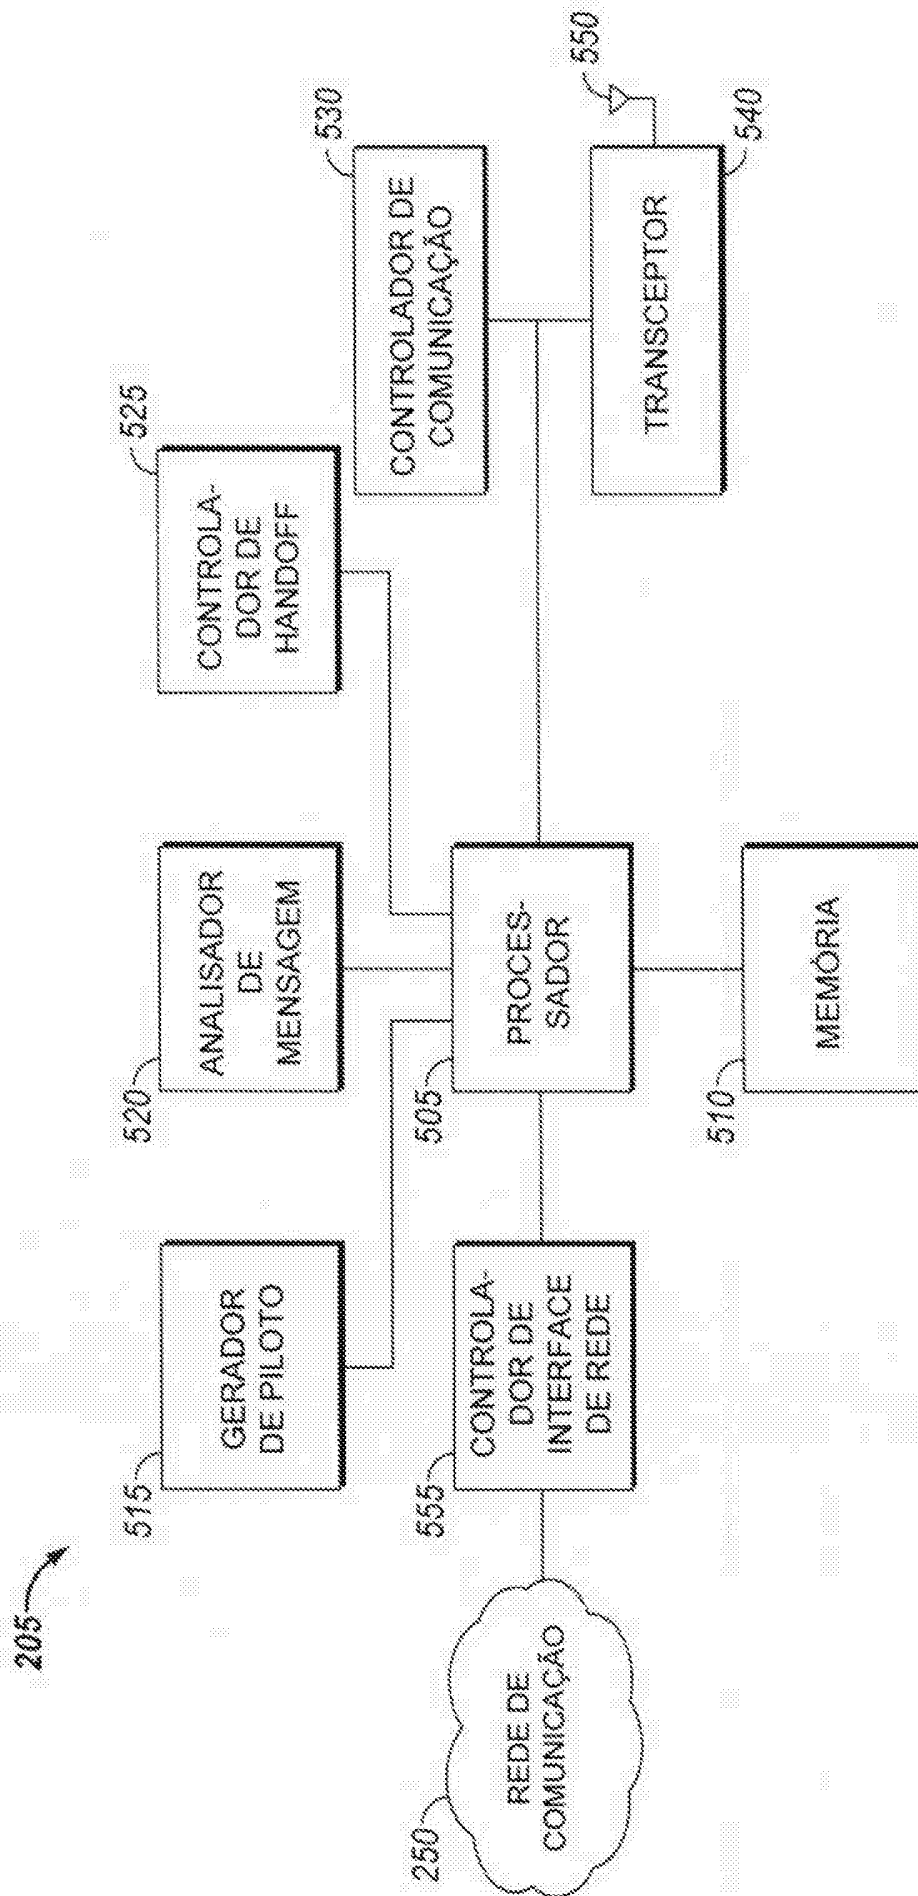 205
515
GERADOR
DE PILOTO
520
ANALISADOR
DE
MENSAGEM
525
CONTROLA-
DOR DE
HANDOFF
250
REDE DE
COMUNICAÇÃO
555
CONTROLA-
DOR DE
INTERFACE
DE REDE
505
PROCES-
SADOR
530
CONTROLADOR DE
COMUNICAÇÃO
550
540
TRANSCEPTOR
510
MEMÓRIA